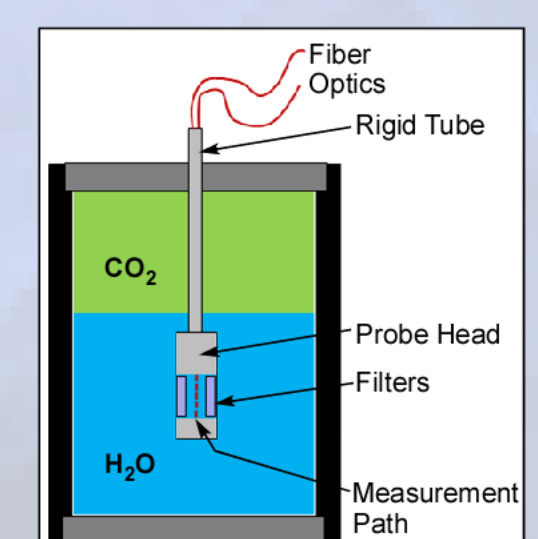 Fiber
Optics
Rigid Tube
CO₂
Probe Head
Filters
H₂O
Measurement
Path